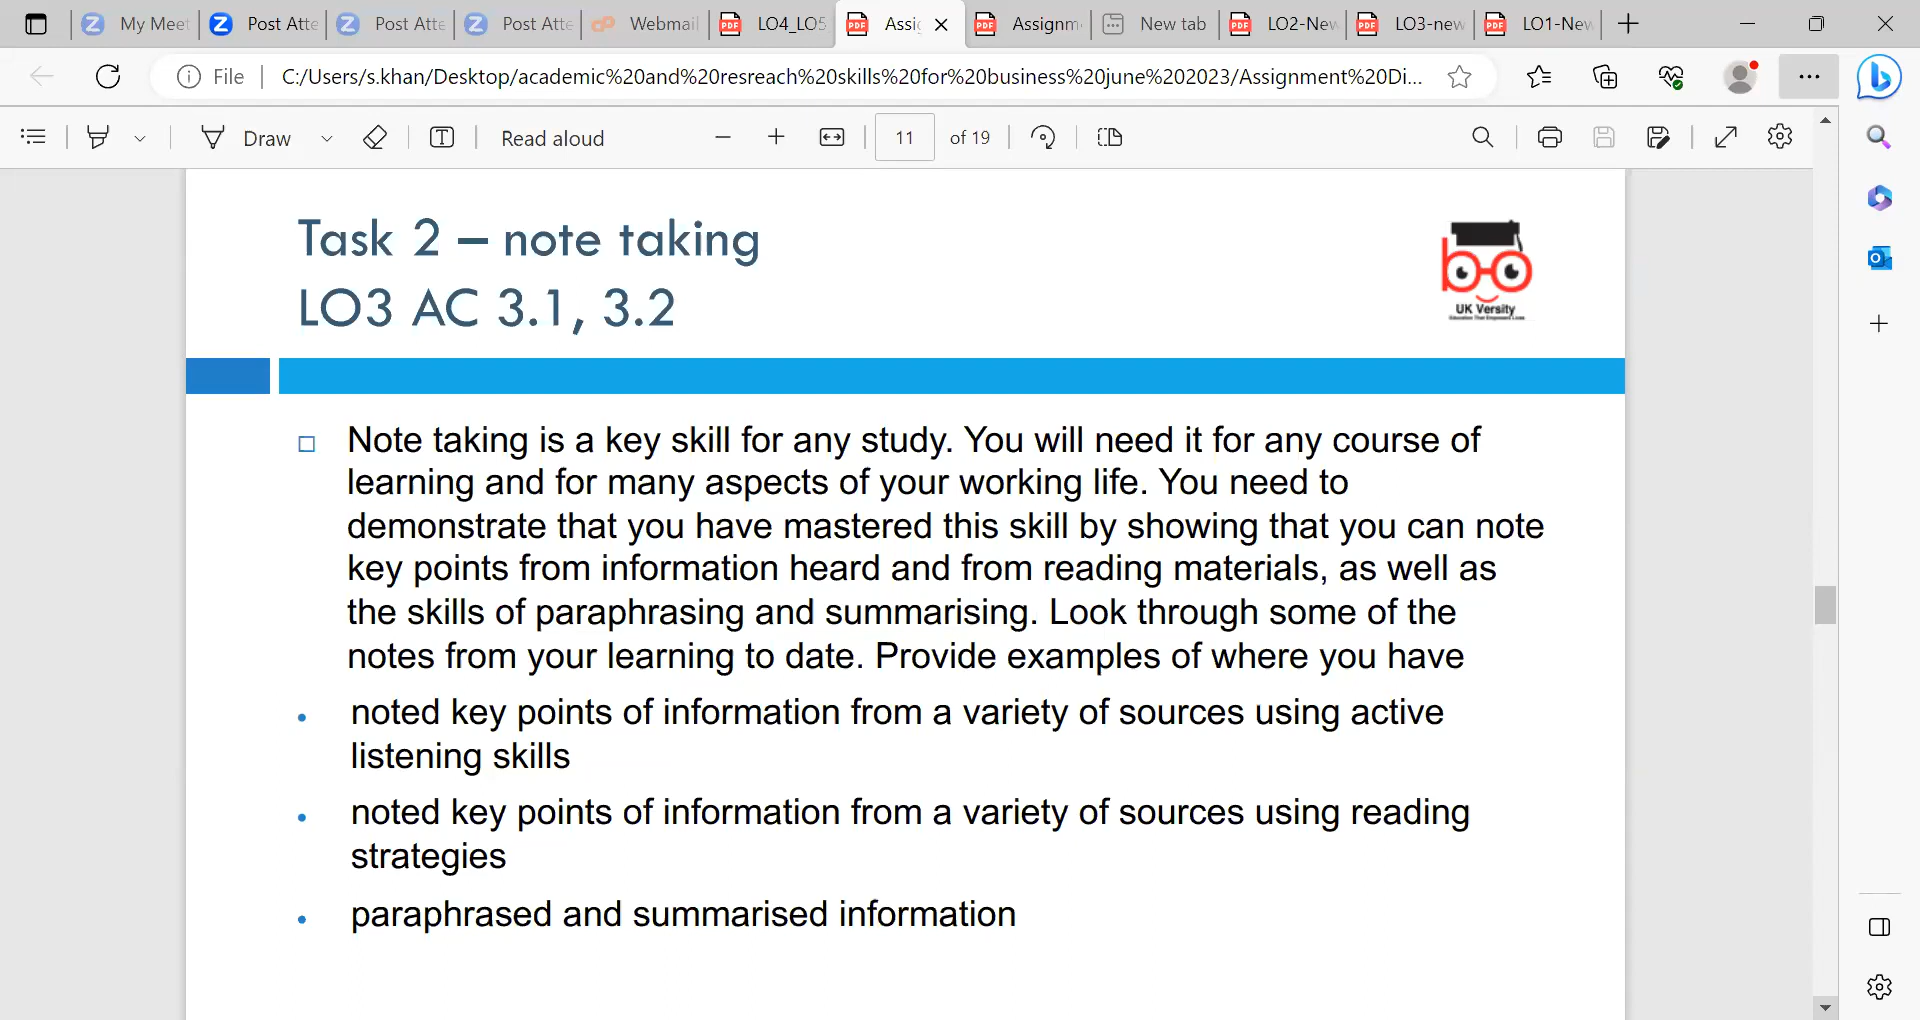 My Meet
Post Atte
Post Atte
Post Atte
Webmail
LO4_LO5
Assig
Assignm
New tab
LO2-New
LO3-new
LO1-New
File
C:/Users/s.khan/Desktop/academic%20and%20resreach%20skills%20for%20business%20june%202023/Assignment%20Di...
Draw
Read aloud
11
of 19
Task 2 – note taking
LO3 AC 3.1, 3.2
UK Versity
Education That Empowers Lives
Note taking is a key skill for any study. You will need it for any course of
learning and for many aspects of your working life. You need to
demonstrate that you have mastered this skill by showing that you can note
key points from information heard and from reading materials, as well as
the skills of paraphrasing and summarising. Look through some of the
notes from your learning to date. Provide examples of where you have
• noted key points of information from a variety of sources using active
listening skills
• noted key points of information from a variety of sources using reading
strategies
• paraphrased and summarised information